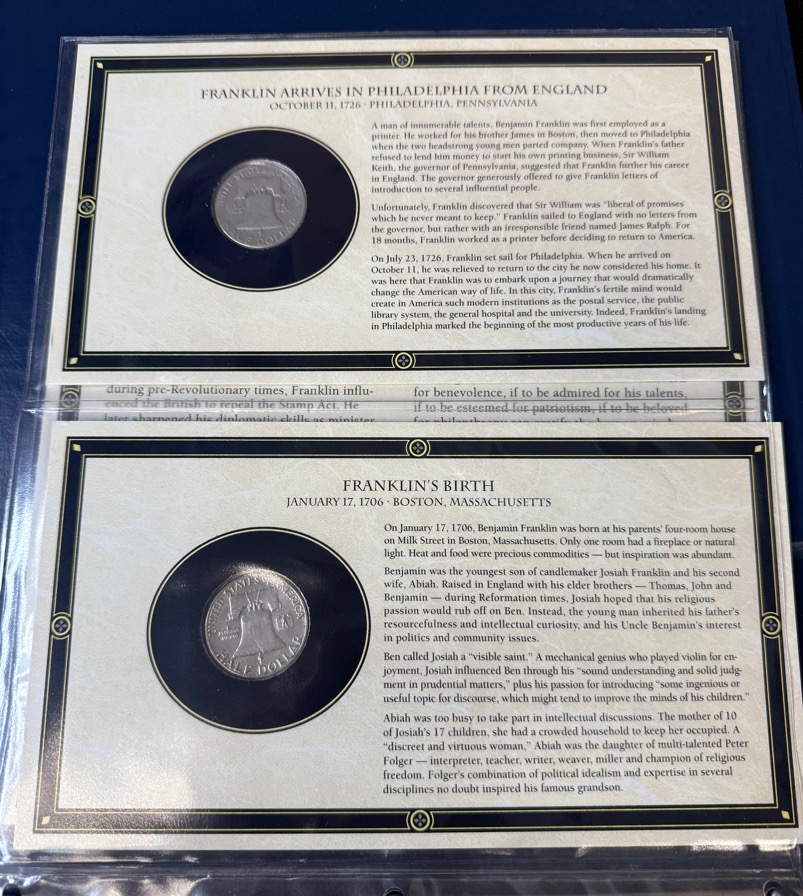 FRANKLIN ARRIVES IN PHILADELPHIA FROM ENGLAND
OCTOBER 11, 1726 · PHILADELPHIA, PENNSYLVANIA
A man of innumerable talents, Benjamin Franklin was first employed as a
printer. He worked for his brother James in Boston, then moved to Philadelphia
when the two headstrong young men parted company. When Franklin's father
refused to lend him money to start his own printing business, Sir William
Keith, the governor of Pennsylvania, suggested that Franklin further his career
in England. The governor generously offered to give Franklin letters of
introduction to several influential people.
Unfortunately, Franklin discovered that Sir William was "liberal of promises
which he never meant to keep." Franklin sailed to England with no letters from
the governor, but rather with an irresponsible friend named James Ralph. For
18 months, Franklin worked as a printer before deciding to return to America.
On July 23, 1726, Franklin set sail for Philadelphia. When he arrived on
October 11, he was relieved to return to the city he now considered his home. It
was here that Franklin was to embark upon a journey that would dramatically
change the American way of life. In this city, Franklin's fertile mind would
create in America such modern institutions as the postal service, the public
library system, the general hospital and the university. Indeed, Franklin's landing
in Philadelphia marked the beginning of the most productive years of his life.
UNITED STATES
HALF DOLLAR
during pre-Revolutionary times, Franklin influ-
enced the British to repeal the Stamp Act. He
later sharpened his diplomatic skills as minister
for benevolence, if to be admired for his talents,
if to be esteemed for patriotism, if to be beloved
for philanthropy can gratify the human mind
FRANKLIN'S BIRTH
JANUARY 17, 1706 · BOSTON, MASSACHUSETTS
On January 17, 1706, Benjamin Franklin was born at his parents' four-room house
on Milk Street in Boston, Massachusetts. Only one room had a fireplace or natural
light. Heat and food were precious commodities — but inspiration was abundant.
Benjamin was the youngest son of candlemaker Josiah Franklin and his second
wife, Abiah. Raised in England with his elder brothers — Thomas, John and
Benjamin — during Reformation times, Josiah hoped that his religious
passion would rub off on Ben. Instead, the young man inherited his father's
resourcefulness and intellectual curiosity, and his Uncle Benjamin's interest
in politics and community issues.
Ben called Josiah a "visible saint." A mechanical genius who played violin for en-
joyment, Josiah influenced Ben through his "sound understanding and solid judg-
ment in prudential matters," plus his passion for introducing "some ingenious or
useful topic for discourse, which might tend to improve the minds of his children."
Abiah was too busy to take part in intellectual discussions. The mother of 10
of Josiah's 17 children, she had a crowded household to keep her occupied. A
"discreet and virtuous woman," Abiah was the daughter of multi-talented Peter
Folger — interpreter, teacher, writer, weaver, miller and champion of religious
freedom. Folger's combination of political idealism and expertise in several
disciplines no doubt inspired his famous grandson.
UNITED STATES OF AMERICA
HALF DOLLAR